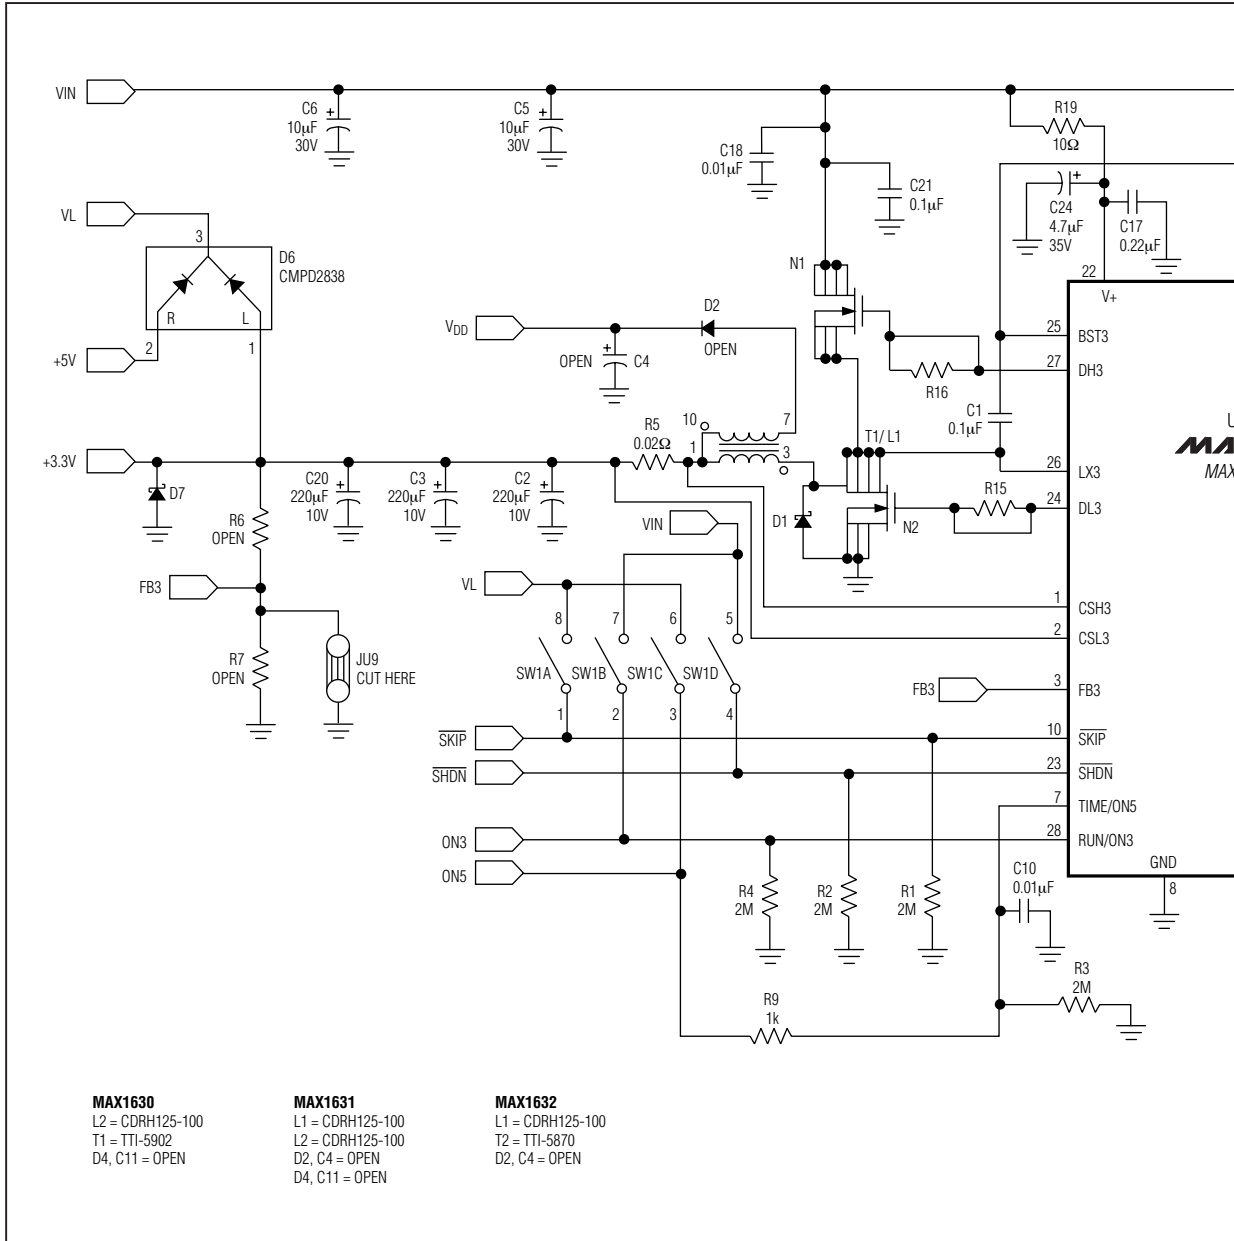 VIN
C6
10µF
30V
+
C5
10µF
30V
+
C18
0.01µF
C21
0.1µF
R19
10Ω
C24
4.7µF
35V
+
C17
0.22µF
VL
3
D6
CMPD2838
R
L
2
1
+5V
VDD
D2
OPEN
OPEN
+
C4
N1
22
V+
25
BST3
27
DH3
R16
C1
0.1µF
+3.3V
D7
R5
0.02Ω
10
7
1
3
T1/ L1
C20
220µF
10V
+
C3
220µF
10V
+
C2
220µF
10V
+
26
LX3
R15
24
DL3
D1
N2
R6
OPEN
VIN
FB3
VL
8
7
6
5
1
CSH3
2
CSL3
R7
OPEN
JU9
CUT HERE
SW1A
SW1B
SW1C
SW1D
FB3
3
FB3
1
2
3
4
SKIP
10
SKIP
SHDN
23
SHDN
7
TIME/ON5
ON3
28
RUN/ON3
ON5
GND
8
R4
2M
R2
2M
R1
2M
C10
0.01µF
R3
2M
R9
1k
MAX1630
L2 = CDRH125-100
T1 = TTI-5902
D4, C11 = OPEN
MAX1631
L1 = CDRH125-100
L2 = CDRH125-100
D2, C4 = OPEN
D4, C11 = OPEN
MAX1632
L1 = CDRH125-100
T2 = TTI-5870
D2, C4 = OPEN